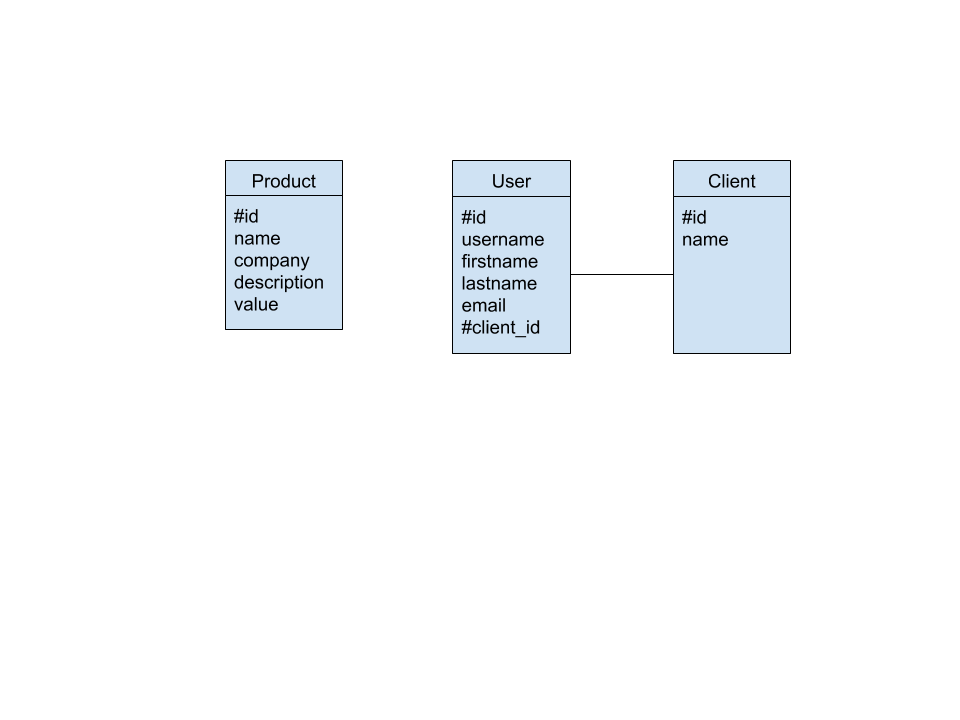 Product
#id
name
company
description
value
User
#id
username
firstname
lastname
email
#client_id
Client
#id
name